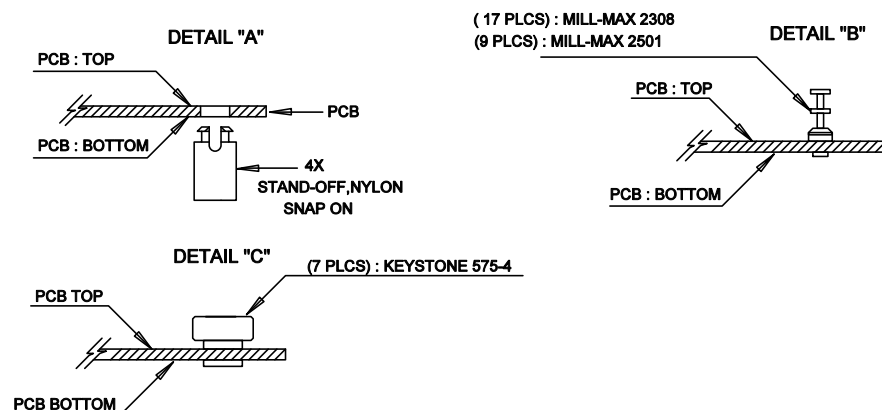 DETAIL "A"
PCB : TOP
PCB
PCB : BOTTOM
4X
STAND-OFF,NYLON
SNAP ON
( 17 PLCS) : MILL-MAX 2308
(9 PLCS) : MILL-MAX 2501
DETAIL "B"
PCB : TOP
PCB : BOTTOM
DETAIL "C"
(7 PLCS) : KEYSTONE 575-4
PCB TOP
PCB BOTTOM